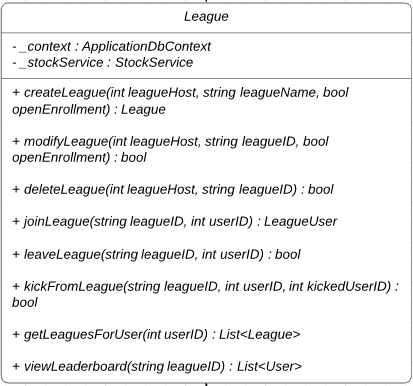 League
- _context : ApplicationDbContext
- _stockService : StockService
+ createLeague(int leagueHost, string leagueName, bool
openEnrollment) : League
+ modifyLeague(int leagueHost, string leagueID, bool
openEnrollment) : bool
+ deleteLeague(int leagueHost, string leagueID) : bool
+ joinLeague(string leagueID, int userID) : LeagueUser
+ leaveLeague(string leagueID, int userID) : bool
+ kickFromLeague(string leagueID, int userID, int kickedUserID) :
bool
+ getLeaguesForUser(int userID) : List<League>
+ viewLeaderboard(string leagueID) : List<User>